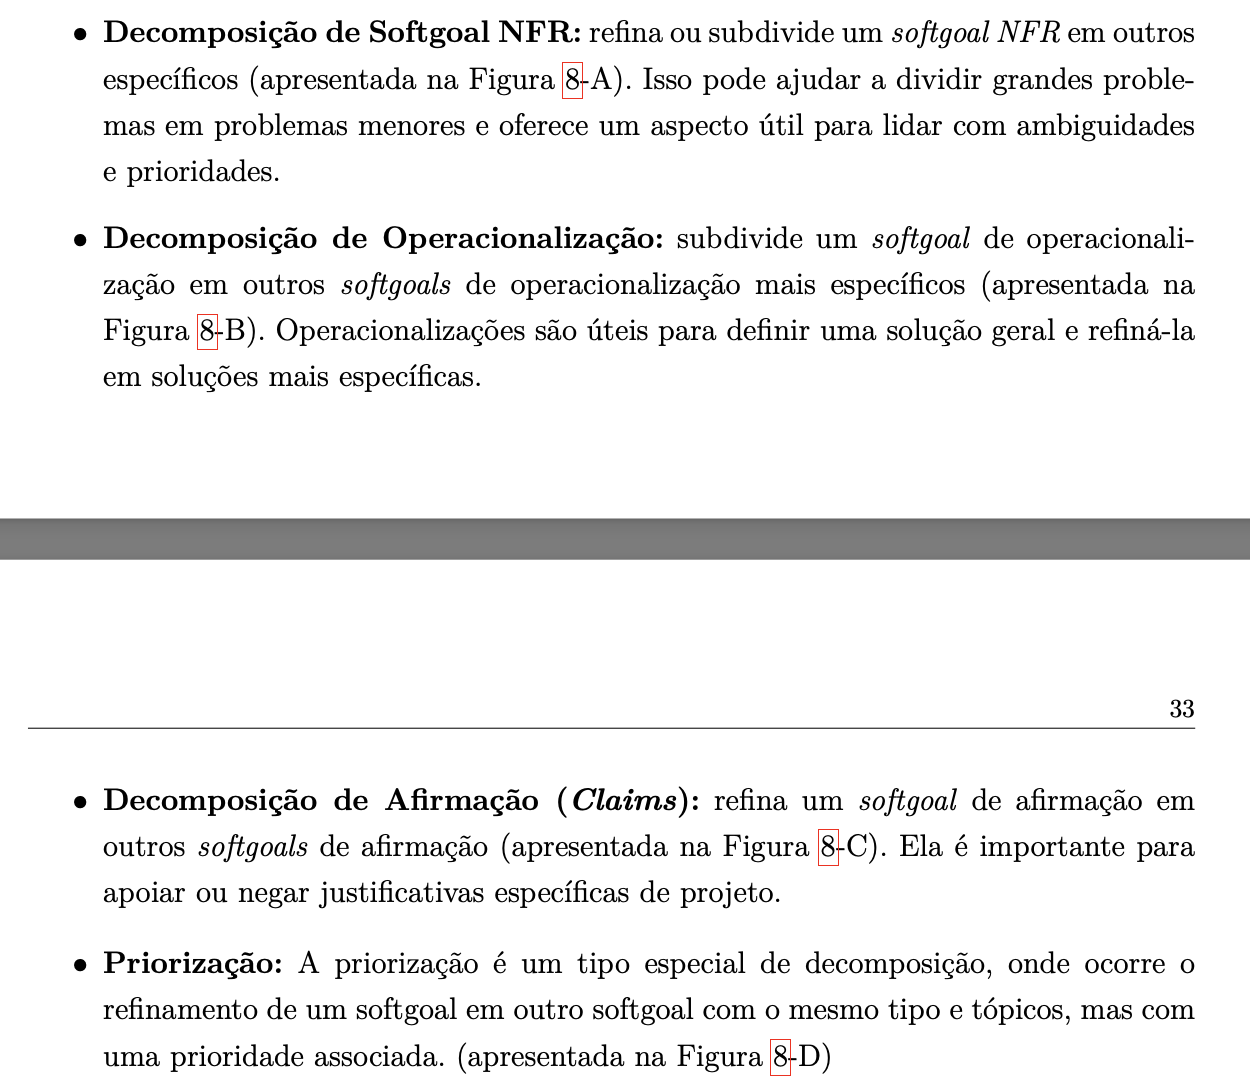 • Decomposição de Softgoal NFR: refina ou subdivide um softgoal NFR em outros
específicos (apresentada na Figura 8-A). Isso pode ajudar a dividir grandes proble-
mas em problemas menores e oferece um aspecto útil para lidar com ambiguidades
e prioridades.
• Decomposição de Operacionalização: subdivide um softgoal de operacionali-
zação em outros softgoals de operacionalização mais específicos (apresentada na
Figura 8-B). Operacionalizações são úteis para definir uma solução geral e refiná-la
em soluções mais específicas.
33
• Decomposição de Afirmação (Claims): refina um softgoal de afirmação em
outros softgoals de afirmação (apresentada na Figura 8-C). Ela é importante para
apoiar ou negar justificativas específicas de projeto.
• Priorização: A priorização é um tipo especial de decomposição, onde ocorre o
refinamento de um softgoal em outro softgoal com o mesmo tipo e tópicos, mas com
uma prioridade associada. (apresentada na Figura 8-D)